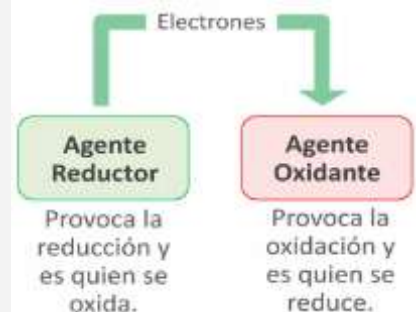 Electrones
Agente
Reductor
Provoca la
reducción y
es quien se
oxida.
Agente
Oxidante
Provoca la
oxidación y
es quien se
reduce.